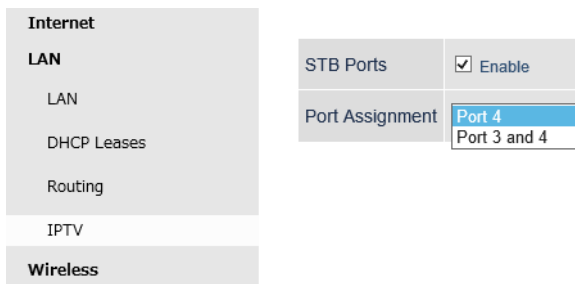 Internet
LAN
LAN
DHCP Leases
Routing
IPTV
Wireless
STB Ports Enable
Port Assignment Port 4
Port 3 and 4